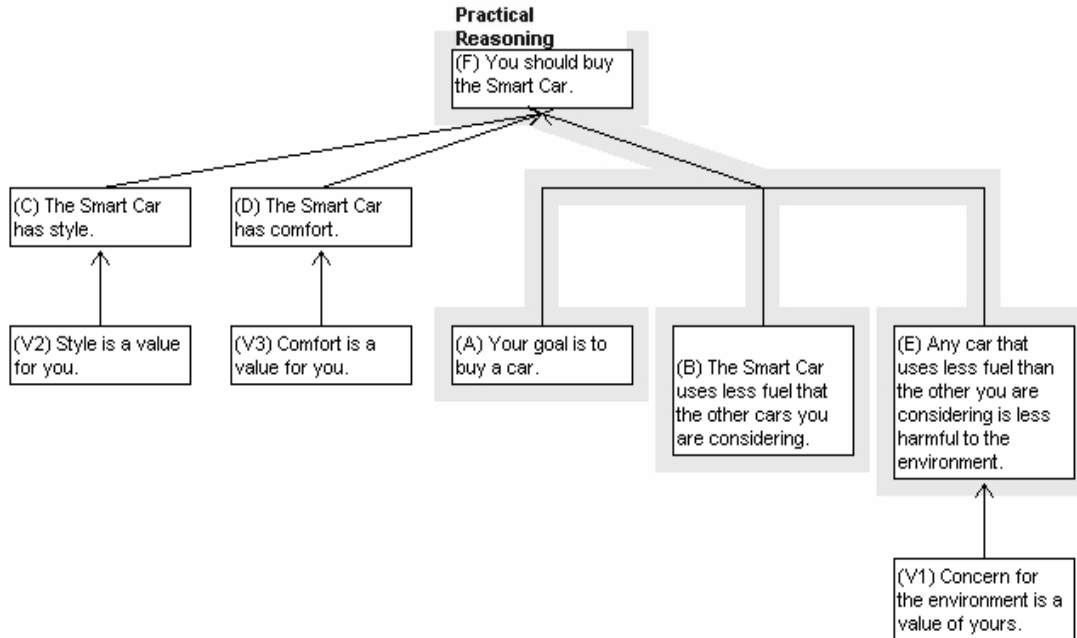 Practical
Reasoning
(F) You should buy
the Smart Car.
(C) The Smart Car
has style.
(D) The Smart Car
has comfort.
(V2) Style is a value
for you.
(V3) Comfort is a
value for you.
(A) Your goal is to
buy a car.
(B) The Smart Car
uses less fuel that
the other cars you
are considering.
(E) Any car that
uses less fuel than
the other you are
considering is less
harmful to the
environment.
(V1) Concern for
the environment is a
value of yours.